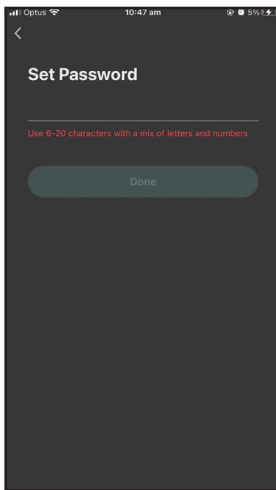 Optus 10:47 am 5%
Set Password
Use 6-20 characters with a mix of letters and numbers
Done